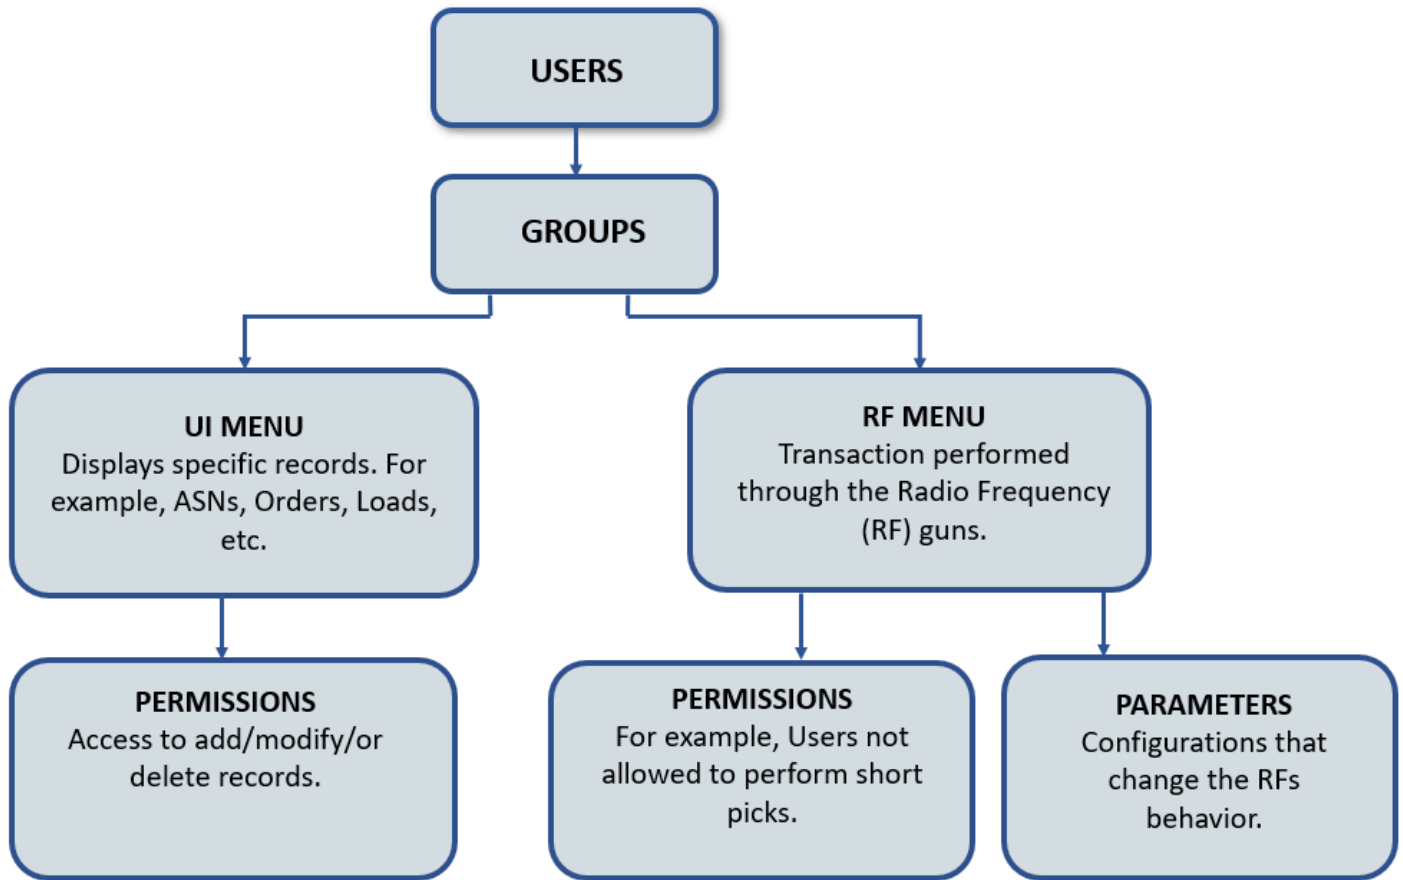 USERS
GROUPS
UI MENU
Displays specific records. For
example, ASNs, Orders, Loads,
etc.
RF MENU
Transaction performed
through the Radio Frequency
(RF) guns.
PERMISSIONS
Access to add/modify/or
delete records.
PERMISSIONS
For example, Users not
allowed to perform short
picks.
PARAMETERS
Configurations that
change the RFs
behavior.